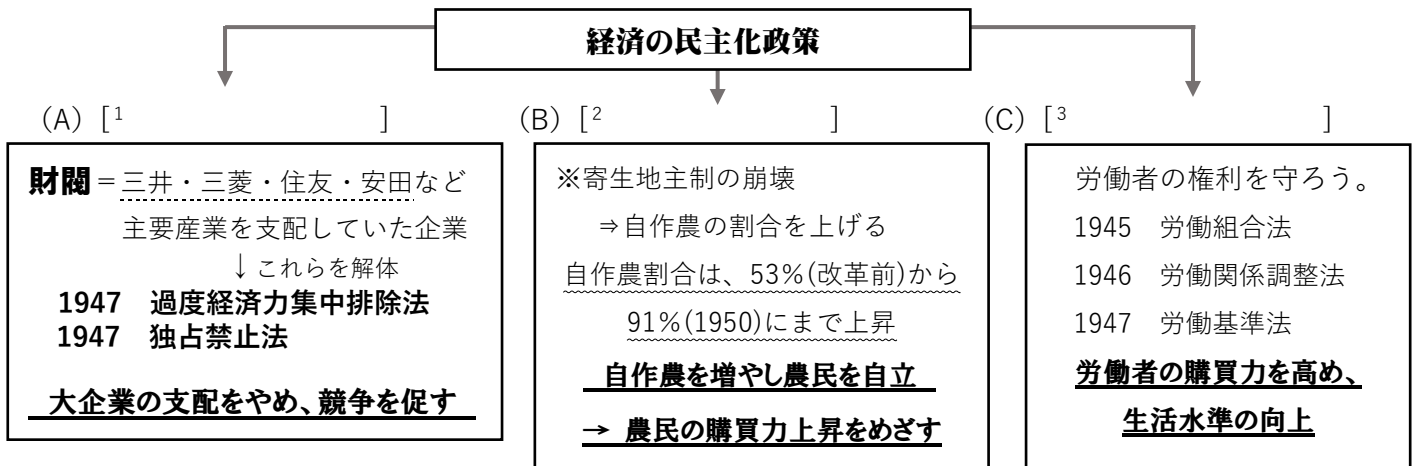 経済の民主化政策
(A) [1 ]
財閥＝三井・三菱・住友・安田など
主要産業を支配していた企業
↓これらを解体
1947 過度経済力集中排除法
1947 独占禁止法
大企業の支配をやめ、競争を促す
(B) [2 ]
※寄生地主制の崩壊
⇒自作農の割合を上げる
自作農割合は、53%(改革前)から
91%(1950)にまで上昇
自作農を増やし農民を自立
→ 農民の購買力上昇をめざす
(C) [3 ]
労働者の権利を守ろう。
1945 労働組合法
1946 労働関係調整法
1947 労働基準法
労働者の購買力を高め、
生活水準の向上